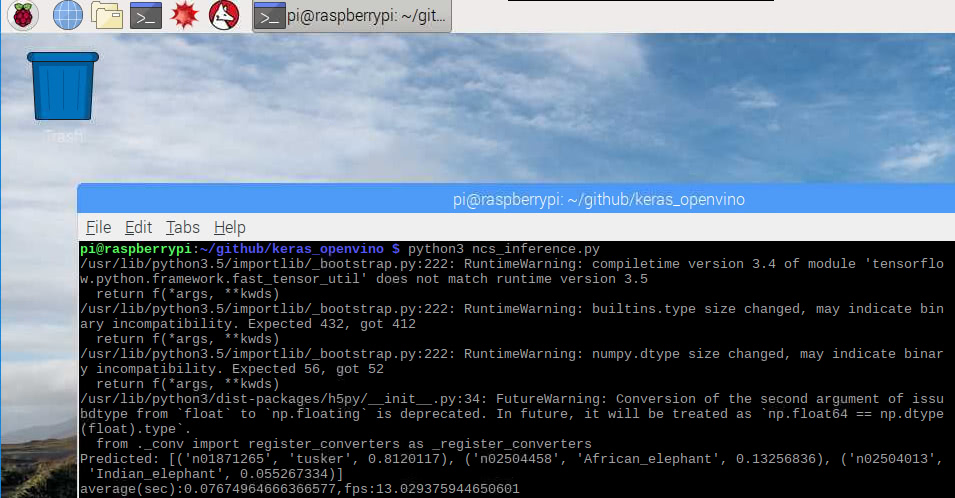 pi@raspberrypi: ~/git...
Trash
pi@raspberrypi: ~/github/keras_openvino
File Edit Tabs Help
pi@raspberrypi:~/github/keras_openvino $ python3 ncs_inference.py
/usr/lib/python3.5/importlib/_bootstrap.py:222: RuntimeWarning: compiletime version 3.4 of module 'tensorflo
w.python.framework.fast_tensor_util' does not match runtime version 3.5
  return f(*args, **kwds)
/usr/lib/python3.5/importlib/_bootstrap.py:222: RuntimeWarning: builtins.type size changed, may indicate bin
ary incompatibility. Expected 432, got 412
  return f(*args, **kwds)
/usr/lib/python3.5/importlib/_bootstrap.py:222: RuntimeWarning: numpy.dtype size changed, may indicate binar
y incompatibility. Expected 56, got 52
  return f(*args, **kwds)
/usr/lib/python3/dist-packages/h5py/__init__.py:34: FutureWarning: Conversion of the second argument of issu
bdtype from `float` to `np.floating` is deprecated. In future, it will be treated as `np.float64 == np.dtype
(float).type`.
  from ._conv import register_converters as _register_converters
Predicted: [('n01871265', 'tusker', 0.8120117), ('n02504458', 'African_elephant', 0.13256836), ('n02504013',
 'Indian_elephant', 0.055267334)]
average(sec):0.07674964666366577,fps:13.029375944650601